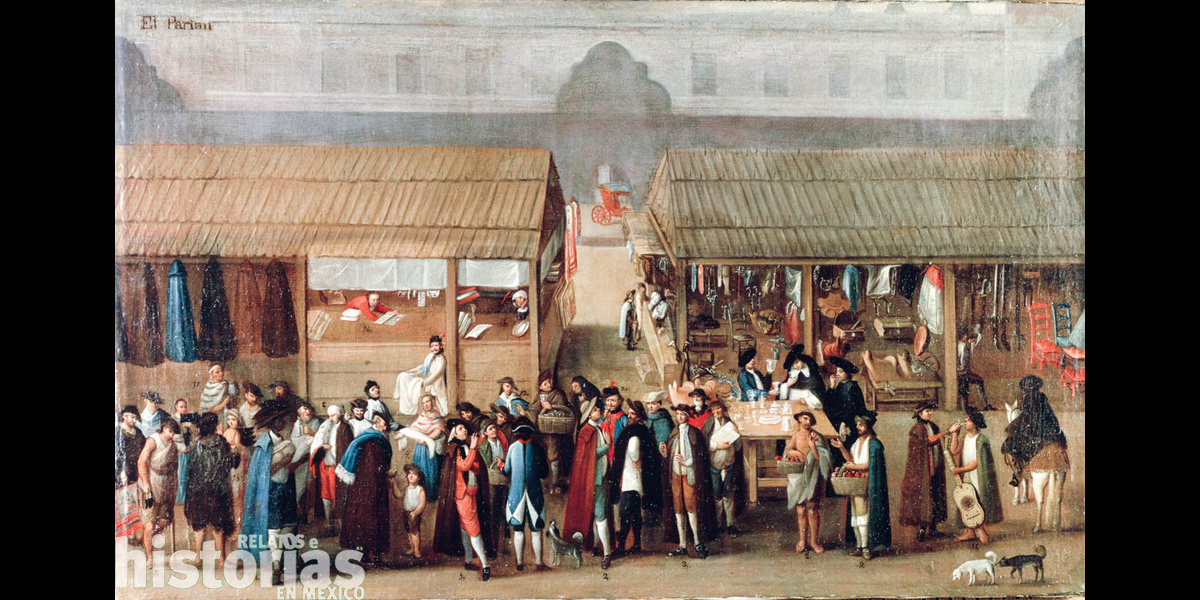 El Parian
RELATOS e
historias
EN MÉXICO